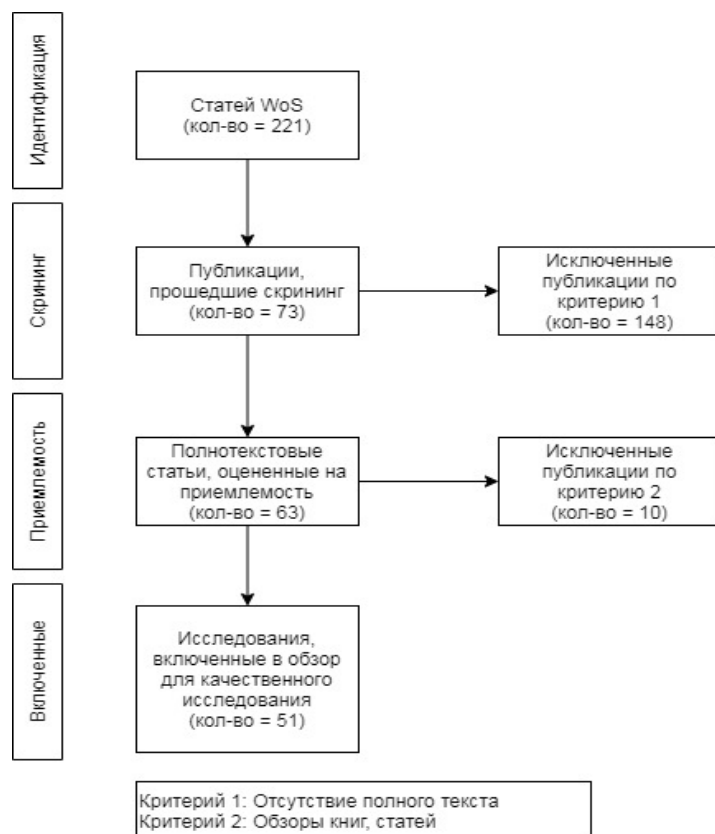 Идентификация
Статей WoS
(кол-во = 221)
Скрининг
Публикации,
прошедшие скрининг
(кол-во = 73)
Исключенные
публикации по
критерию 1
(кол-во = 148)
Приемлемость
Полнотекстовые
статьи, оцененные на
приемлемость
(кол-во = 63)
Исключенные
публикации по
критерию 2
(кол-во = 10)
Включенные
Исследования,
включенные в обзор
для качественного
исследования
(кол-во = 51)
Критерий 1: Отсутствие полного текста
Критерий 2: Обзоры книг, статей